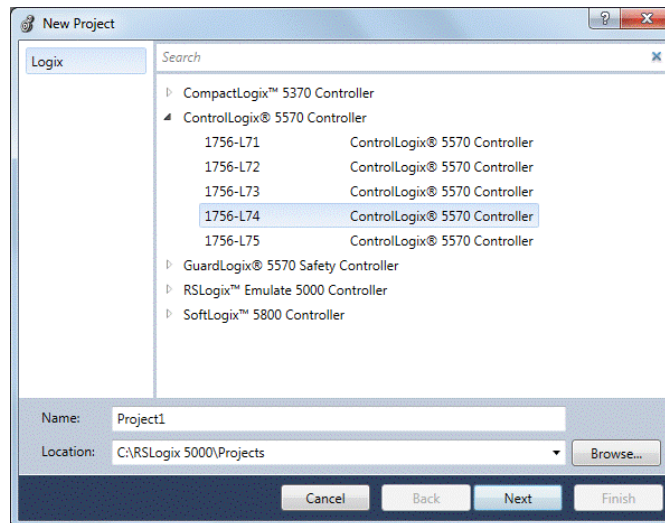 New Project
Logix
Search
CompactLogix™ 5370 Controller
ControlLogix® 5570 Controller
1756-L71 ControlLogix® 5570 Controller
1756-L72 ControlLogix® 5570 Controller
1756-L73 ControlLogix® 5570 Controller
1756-L74 ControlLogix® 5570 Controller
1756-L75 ControlLogix® 5570 Controller
GuardLogix® 5570 Safety Controller
RSLogix™ Emulate 5000 Controller
SoftLogix™ 5800 Controller
Name: Project1
Location: C:\RSLogix 5000\Projects Browse...
Cancel Back Next Finish